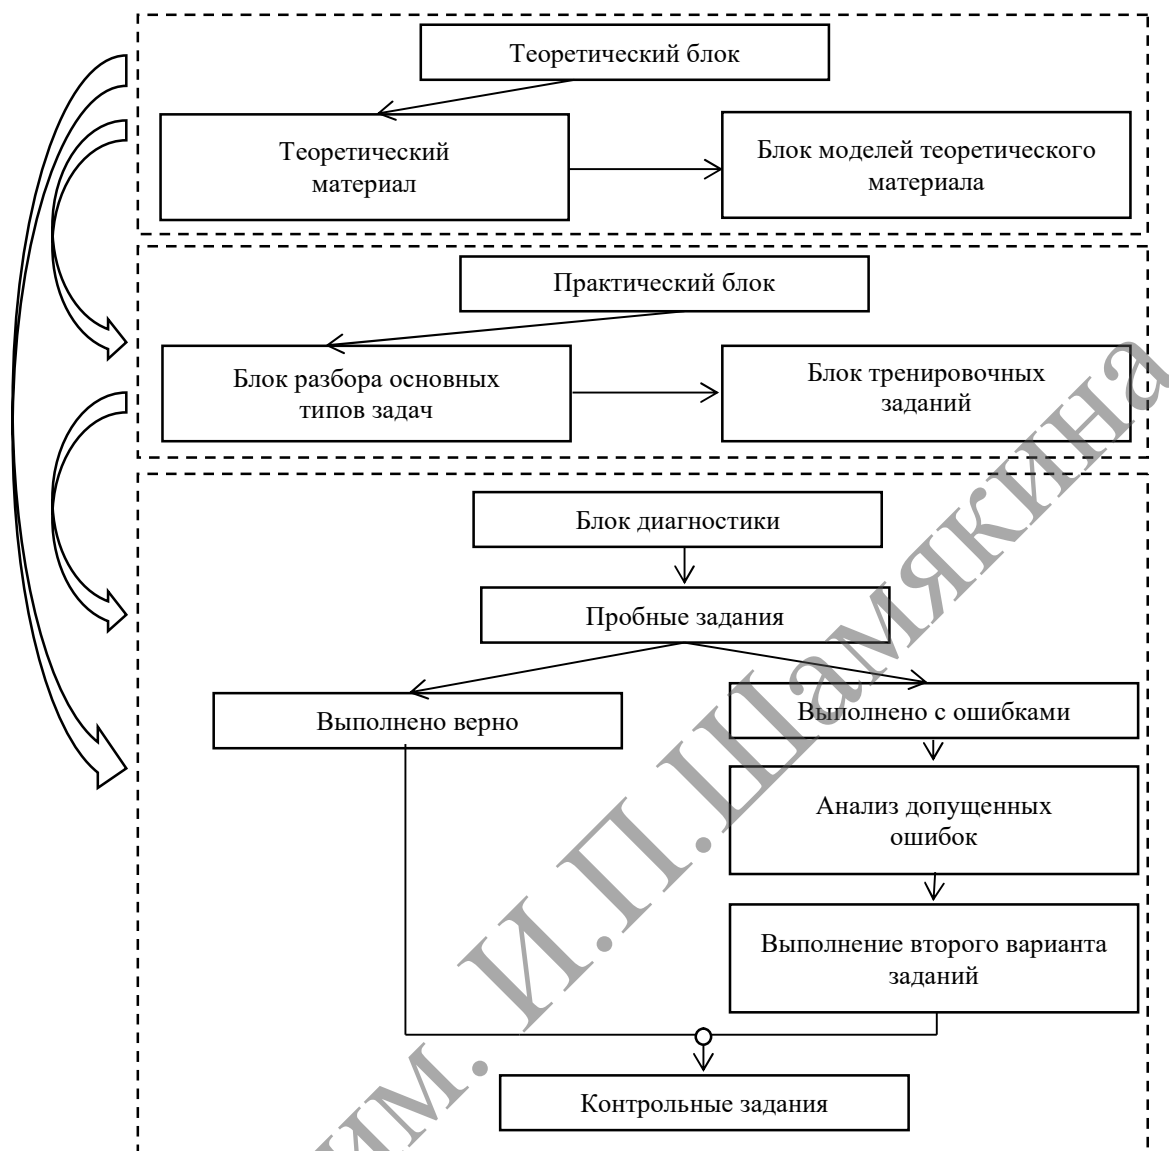 Теоретический блок
Теоретический
материал
Блок моделей теоретического
материала
Практический блок
Блок разбора основных
типов задач
Блок тренировочных
заданий
Блок диагностики
Пробные задания
Выполнено верно
Выполнено с ошибками
Анализ допущенных
ошибок
Выполнение второго варианта
заданий
Контрольные задания
им. И.П.Шамякина